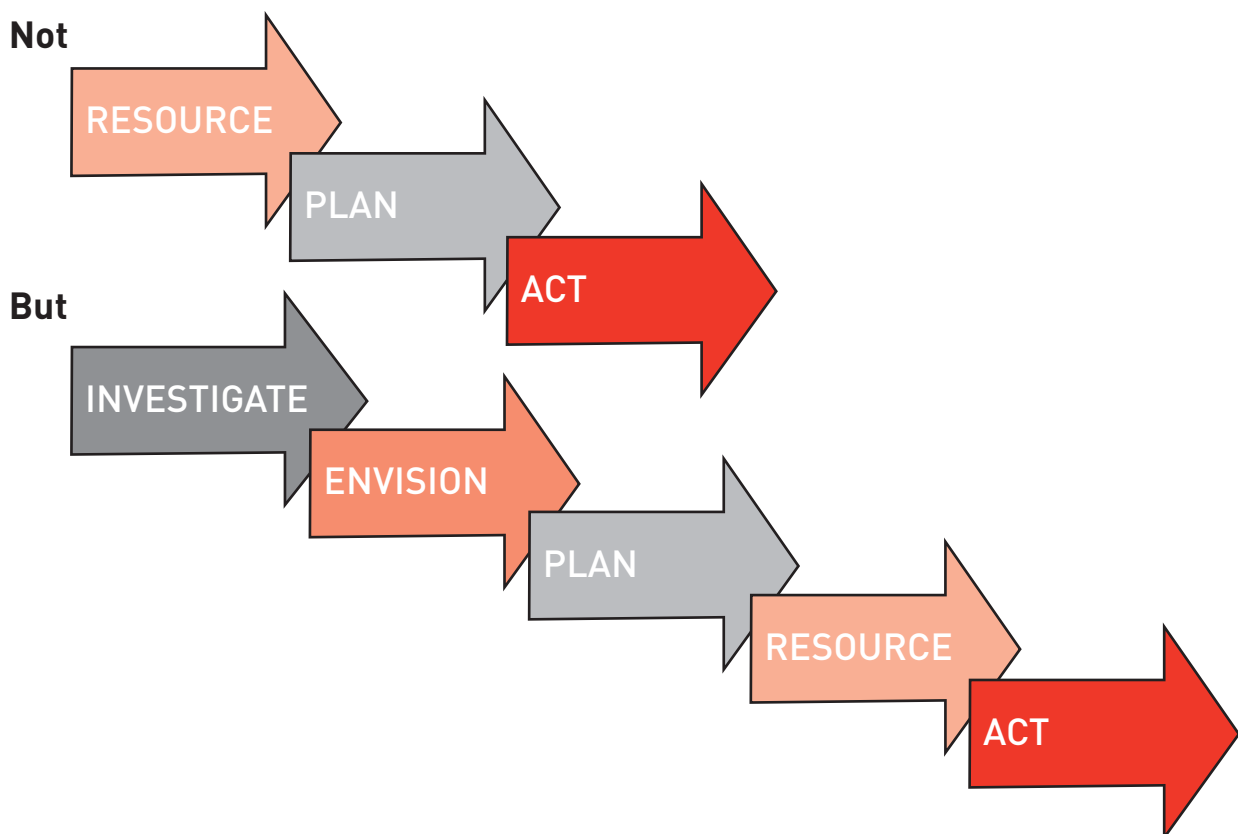 Not
RESOURCE
PLAN
ACT
But
INVESTIGATE
ENVISION
PLAN
RESOURCE
ACT